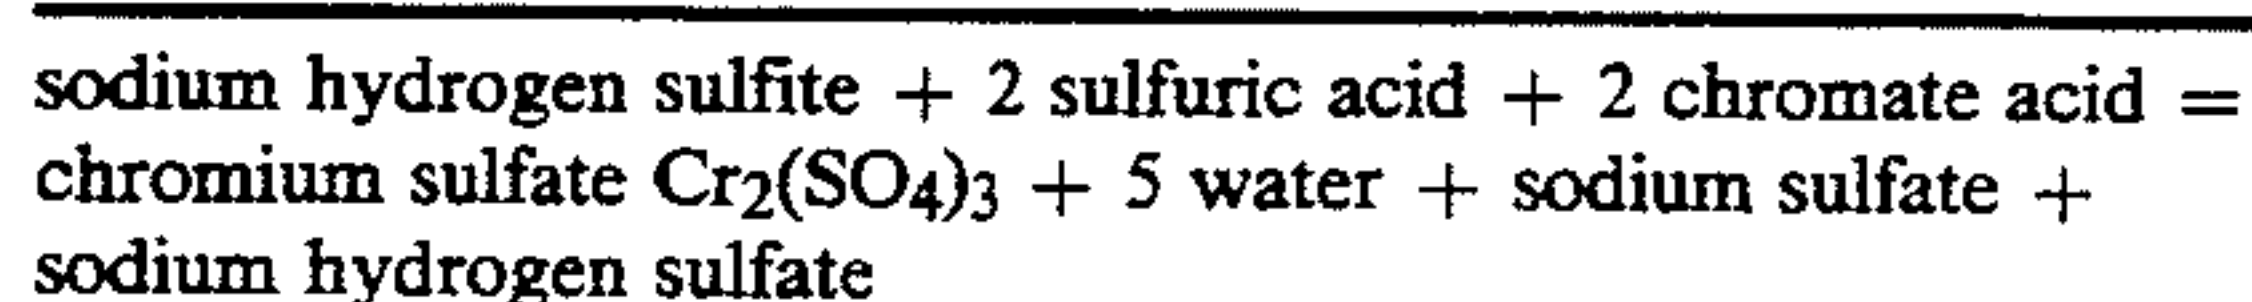 sodium hydrogen sulfite + 2 sulfuric acid + 2 chromate acid =
chromium sulfate Cr2(SO4)3 + 5 water + sodium sulfate +
sodium hydrogen sulfate